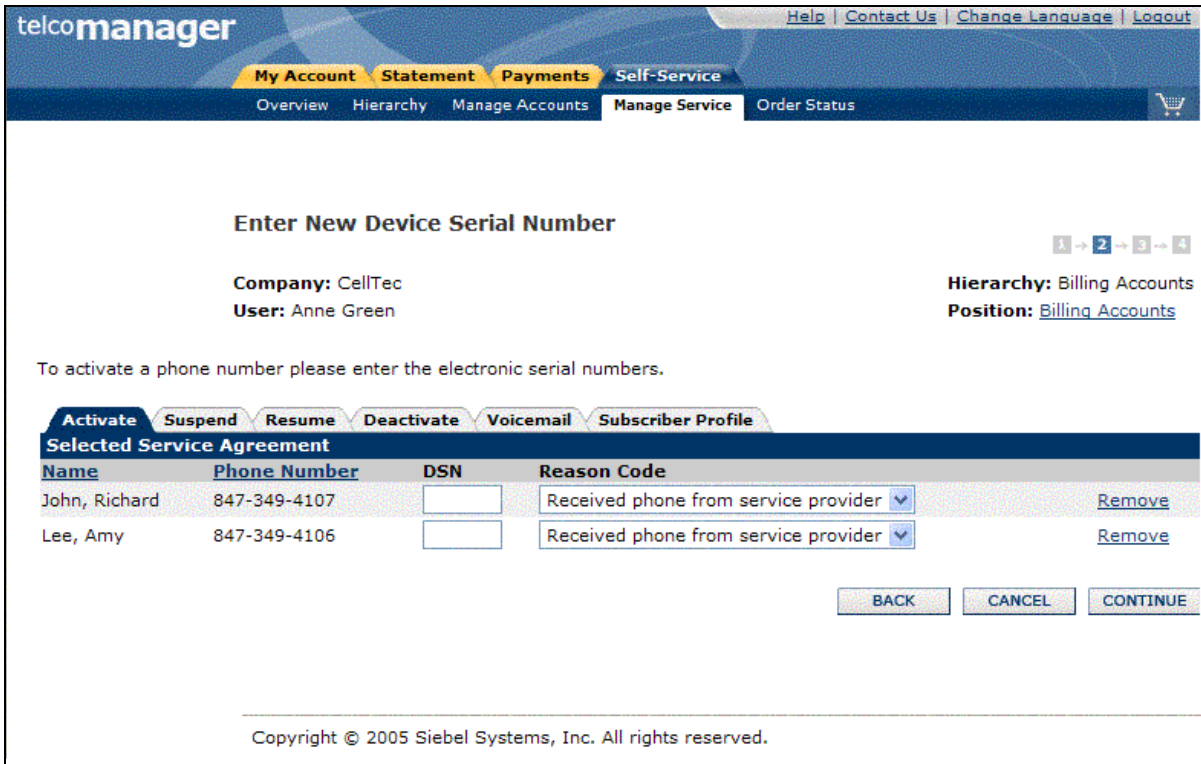 telcomanager
Help | Contact Us | Change Language | Logout
My Account Statement Payments Self-Service
Overview Hierarchy Manage Accounts Manage Service Order Status
Enter New Device Serial Number
1 → 2 → 3 → 4
Company: CellTec Hierarchy: Billing Accounts
User: Anne Green Position: Billing Accounts
To activate a phone number please enter the electronic serial numbers.
Activate Suspend Resume Deactivate Voicemail Subscriber Profile
Selected Service Agreement
Name Phone Number DSN Reason Code
John, Richard 847-349-4107 Received phone from service provider Remove
Lee, Amy 847-349-4106 Received phone from service provider Remove
BACK CANCEL CONTINUE
Copyright © 2005 Siebel Systems, Inc. All rights reserved.